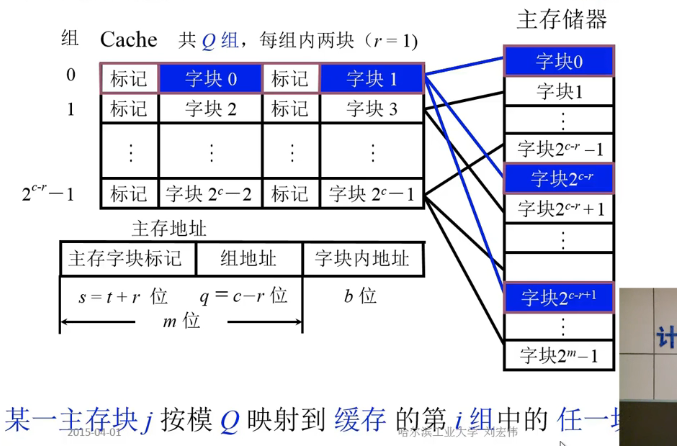 主存储器
组 Cache 共 Q 组，每组内两块（r = 1）
0 标记 字块 0 标记 字块 1
1 标记 字块 2 标记 字块 3
⋮ ⋮ ⋮ ⋮
2^{c-r}−1 标记 字块 2^c−2 标记 字块 2^c−1
字块0
字块1
⋮
字块2^{c-r}−1
字块2^{c-r}
字块2^{c-r}+1
⋮
字块2^{c-r+1}
⋮
字块2^m−1
主存地址
主存字块标记 组地址 字块内地址
s = t + r 位 q = c−r 位 b 位
m 位
计
某一主存块 j 按模 Q 映射到 缓存 的第 i 组中的 任一
2015-04-01 哈尔滨工业大学 刘宏伟